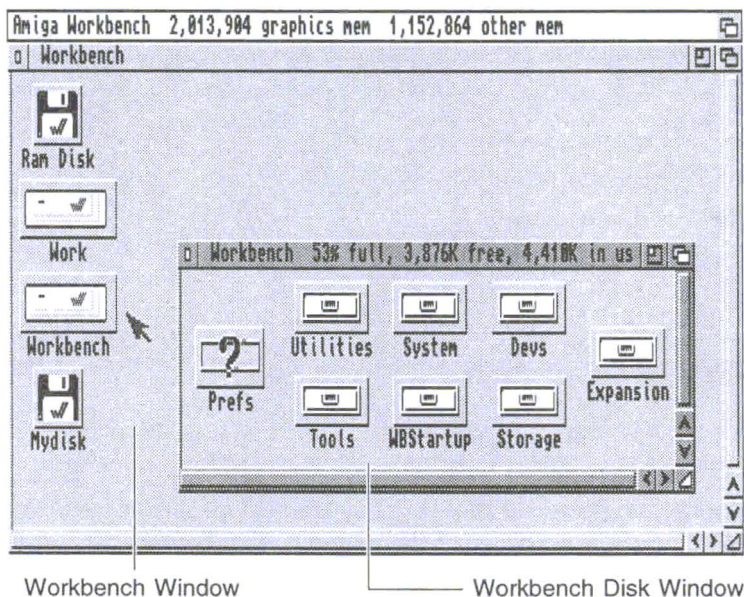 Amiga Workbench 2,013,904 graphics mem 1,152,864 other mem
Workbench
Ram Disk
Work
Workbench
Mydisk
Workbench 53% full, 3,876K free, 4,410K in us
Prefs
Utilities
System
Devs
Expansion
Tools
WBStartup
Storage
Workbench Window
Workbench Disk Window